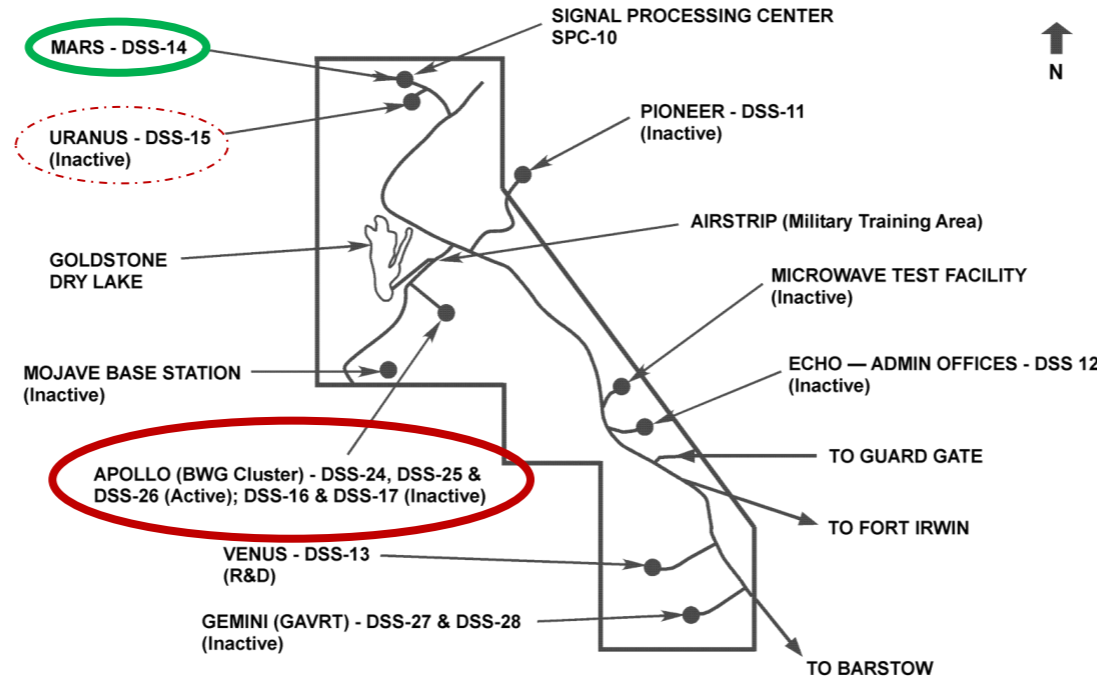 SIGNAL PROCESSING CENTER
SPC-10
MARS - DSS-14
N
PIONEER - DSS-11
(Inactive)
URANUS - DSS-15
(Inactive)
AIRSTRIP (Military Training Area)
GOLDSTONE
DRY LAKE
MICROWAVE TEST FACILITY
(Inactive)
MOJAVE BASE STATION
(Inactive)
ECHO — ADMIN OFFICES - DSS 12
(Inactive)
TO GUARD GATE
APOLLO (BWG Cluster) - DSS-24, DSS-25 &
DSS-26 (Active); DSS-16 & DSS-17 (Inactive)
TO FORT IRWIN
VENUS - DSS-13
(R&D)
GEMINI (GAVRT) - DSS-27 & DSS-28
(Inactive)
TO BARSTOW